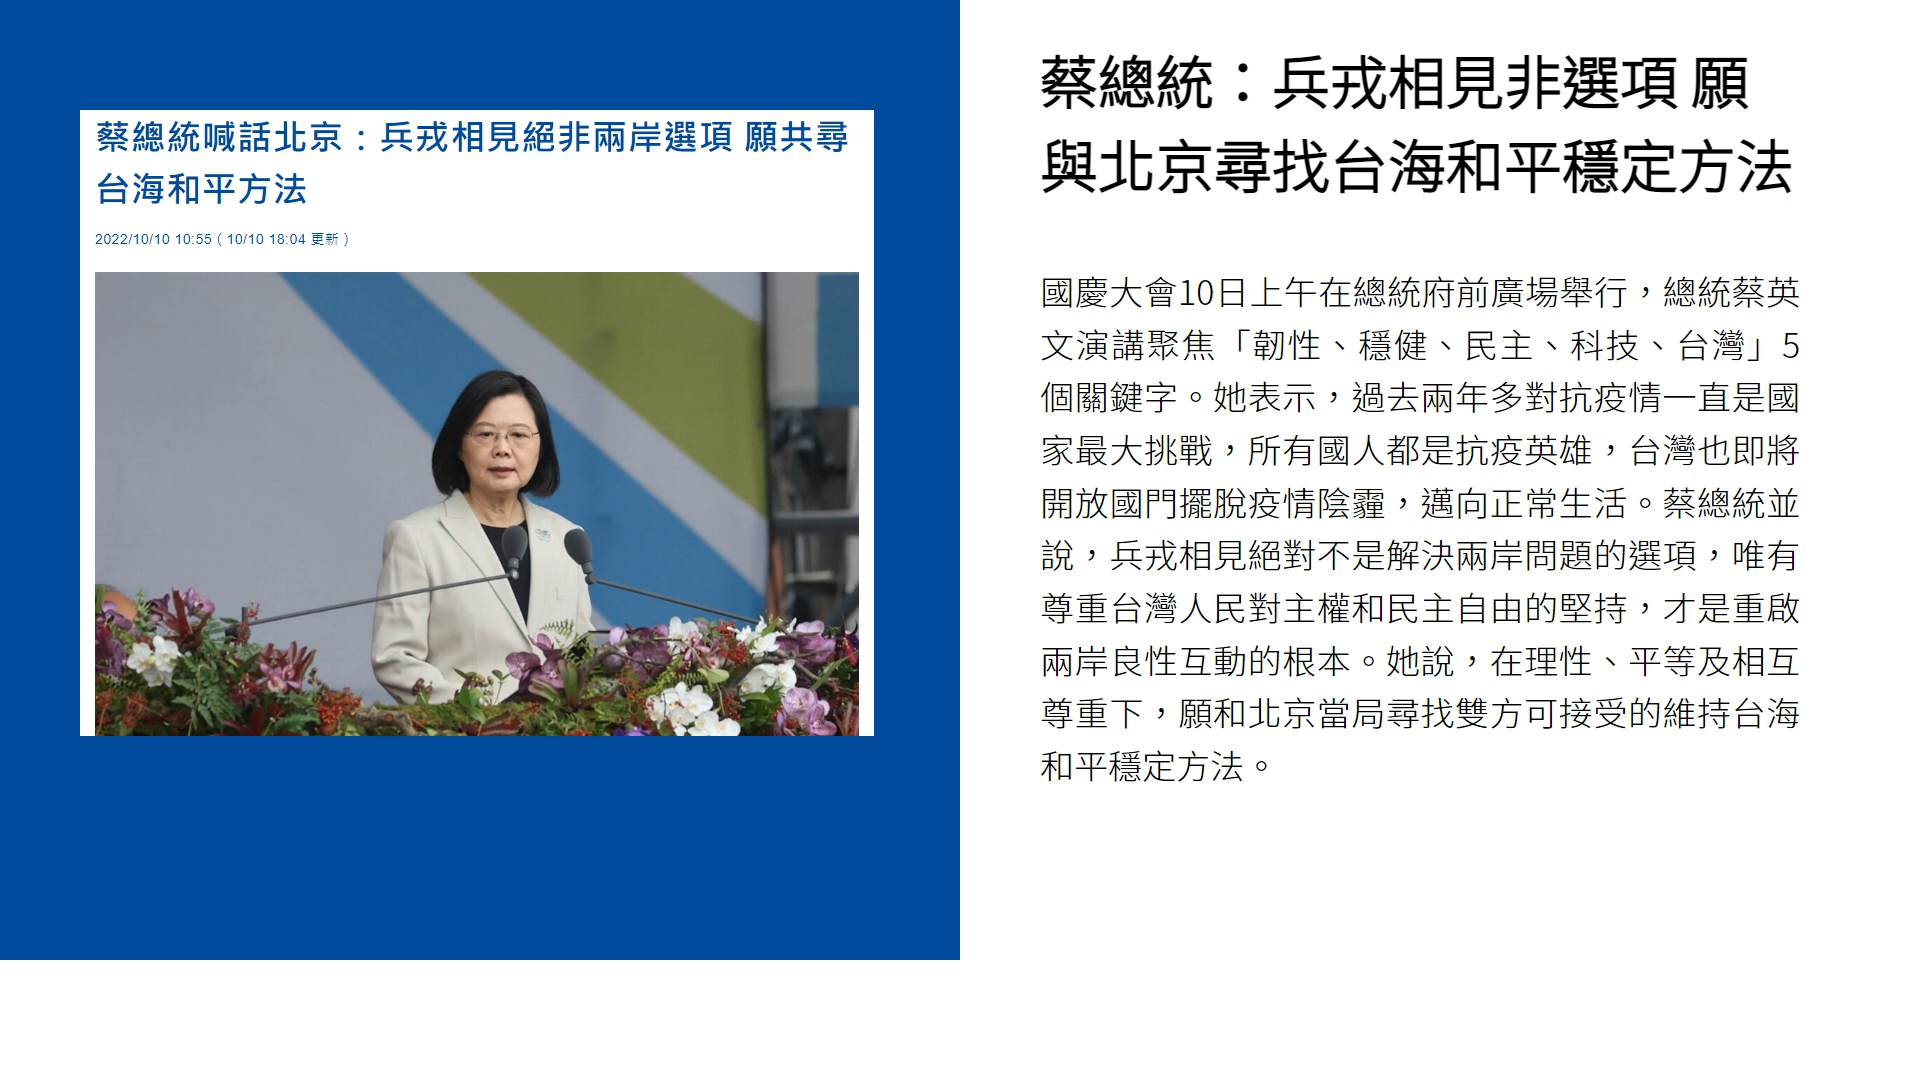 蔡總統喊話北京：兵戎相見絕非兩岸選項 願共尋
台海和平方法
2022/10/10 10:55（10/10 18:04 更新）
蔡總統：兵戎相見非選項 願
與北京尋找台海和平穩定方法
國慶大會10日上午在總統府前廣場舉行，總統蔡英
文演講聚焦「韌性、穩健、民主、科技、台灣」5
個關鍵字。她表示，過去兩年多對抗疫情一直是國
家最大挑戰，所有國人都是抗疫英雄，台灣也即將
開放國門擺脫疫情陰霾，邁向正常生活。蔡總統並
說，兵戎相見絕對不是解決兩岸問題的選項，唯有
尊重台灣人民對主權和民主自由的堅持，才是重啟
兩岸良性互動的根本。她說，在理性、平等及相互
尊重下，願和北京當局尋找雙方可接受的維持台海
和平穩定方法。